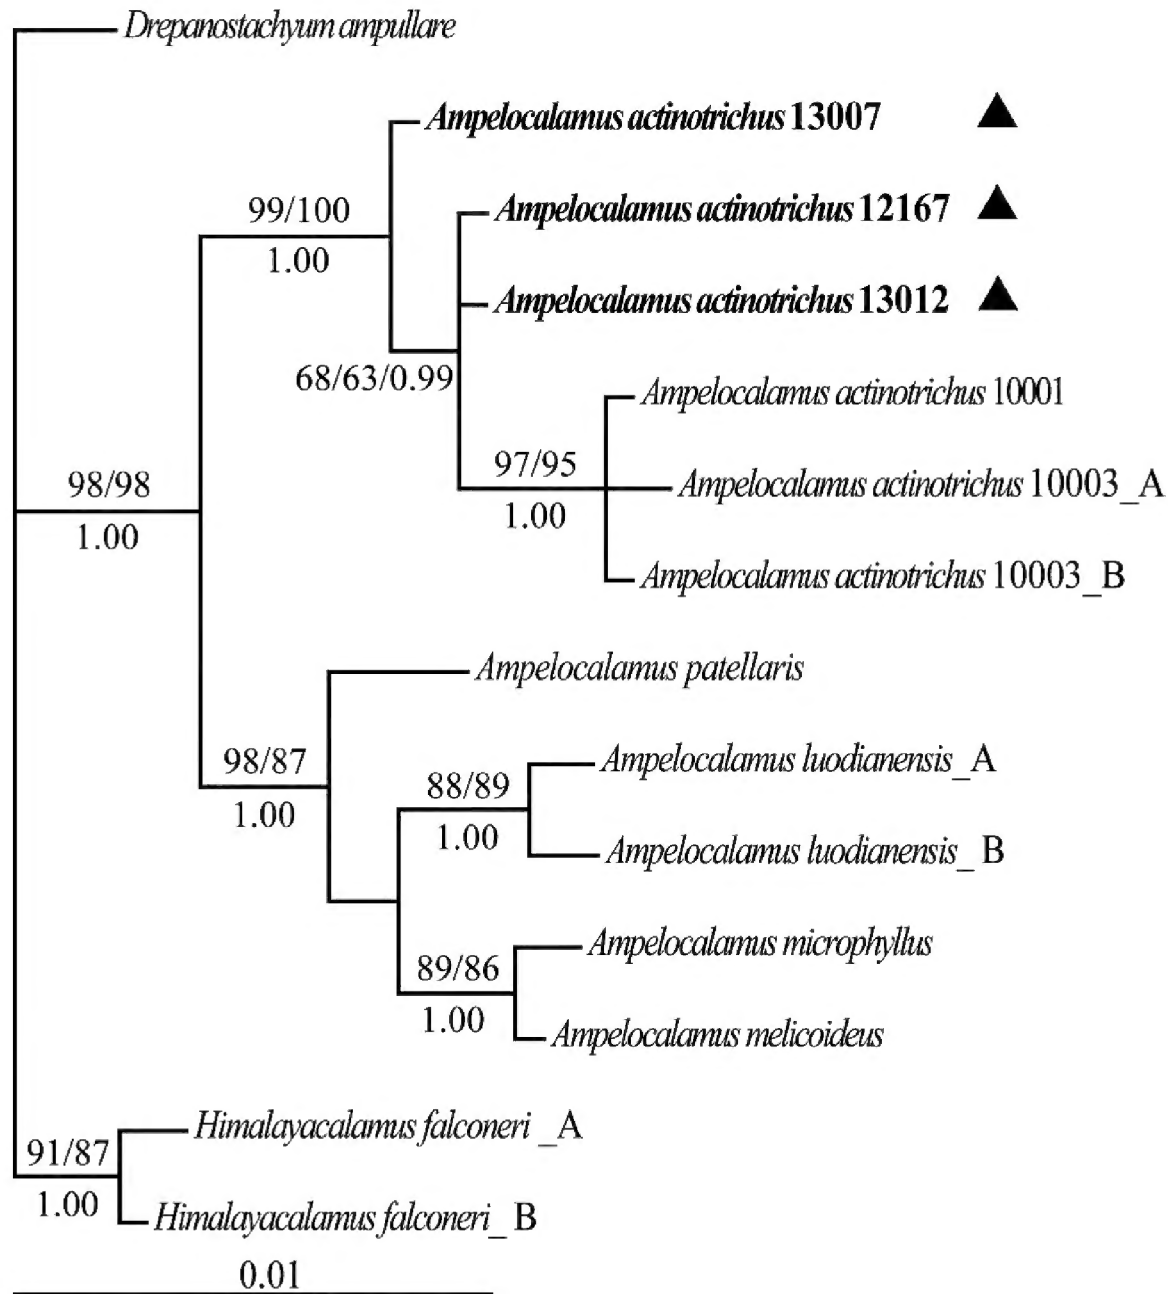 Drepanostachyum ampullare
Ampelocalamus actinotrichus 13007
99/100
Ampelocalamus actinotrichus 12167
1.00
Ampelocalamus actinotrichus 13012
68/63/0.99
Ampelocalamus actinotrichus 10001
97/95
98/98
Ampelocalamus actinotrichus 10003_A
1.00
1.00
Ampelocalamus actinotrichus 10003_B
Ampelocalamus patellaris
98/87
Ampelocalamus luodianensis_A
88/89
1.00
1.00
Ampelocalamus luodianensis_ B
Ampelocalamus microphyllus
89/86
1.00
Ampelocalamus melicoideus
Himalayacalamus falconeri _A
91/87
1.00
Himalayacalamus falconeri_ B
0.01